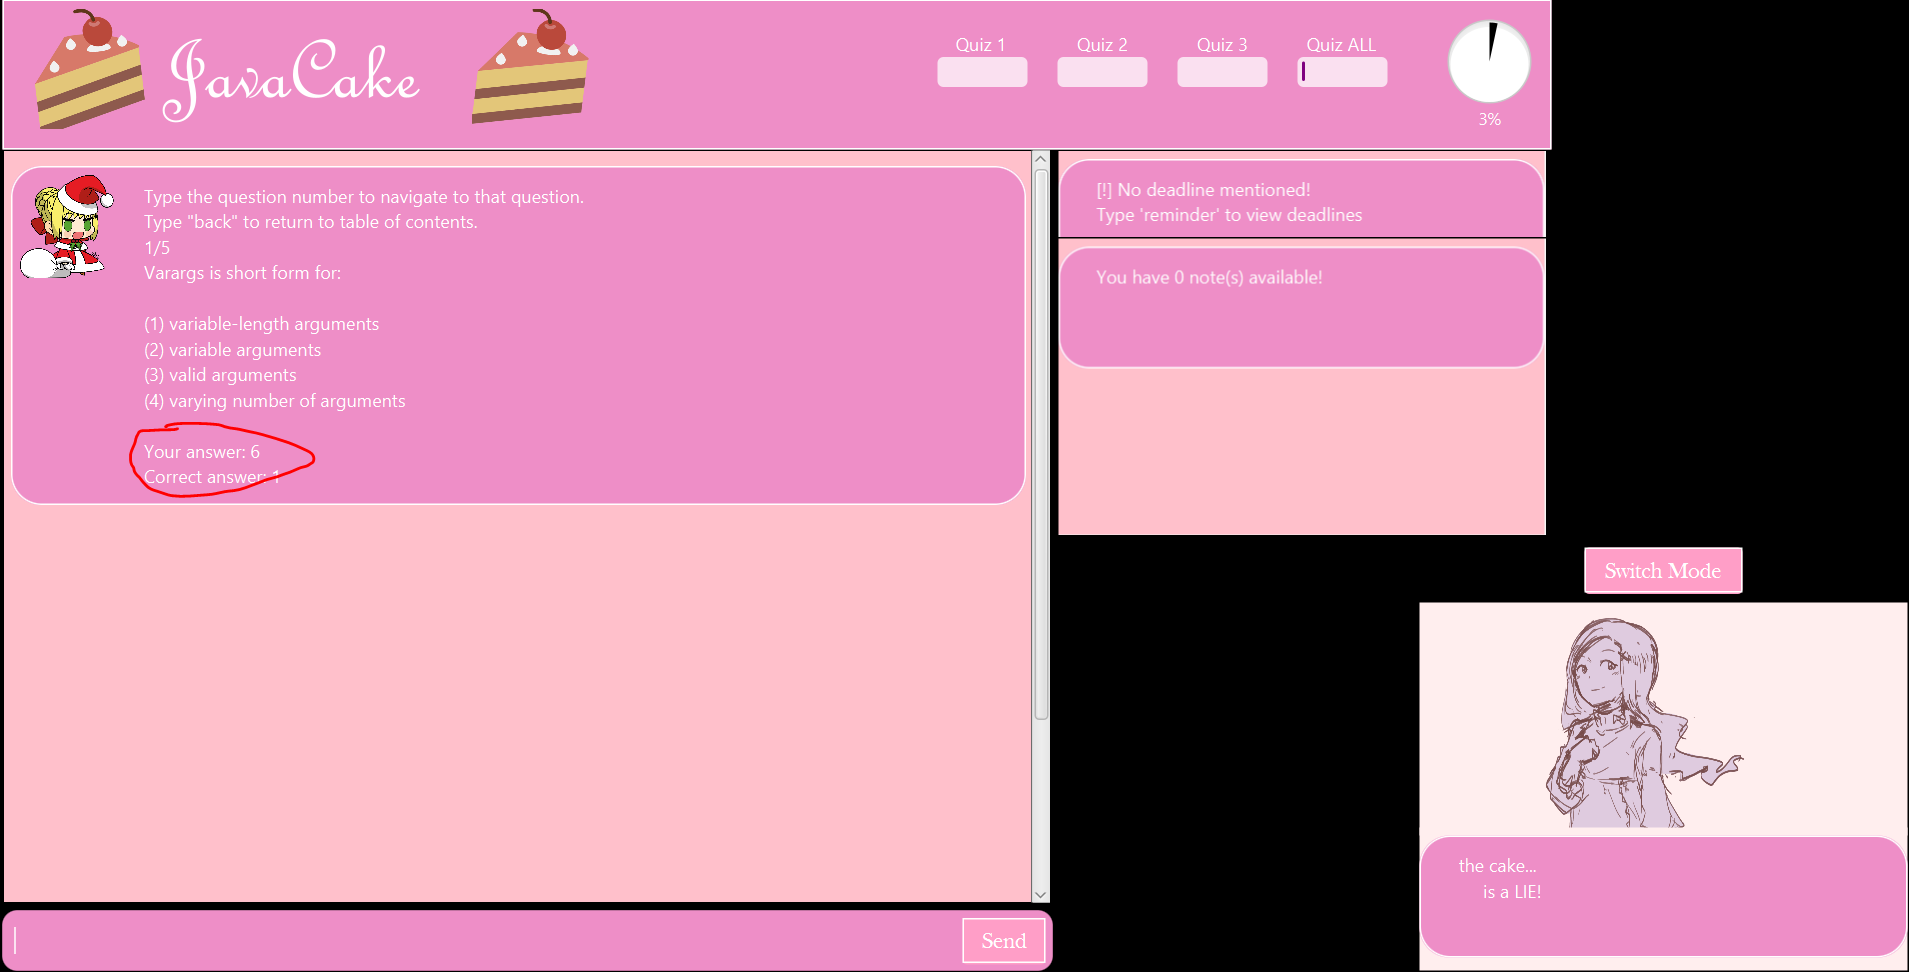 JavaCake
Quiz 1
Quiz 2
Quiz 3
Quiz ALL
3%
Type the question number to navigate to that question.
Type "back" to return to table of contents.
1/5
Varargs is short form for:
(1) variable-length arguments
(2) variable arguments
(3) valid arguments
(4) varying number of arguments
Your answer: 6
Correct answer: 1
[!] No deadline mentioned!
Type 'reminder' to view deadlines
You have 0 note(s) available!
Switch Mode
the cake...
is a LIE!
Send